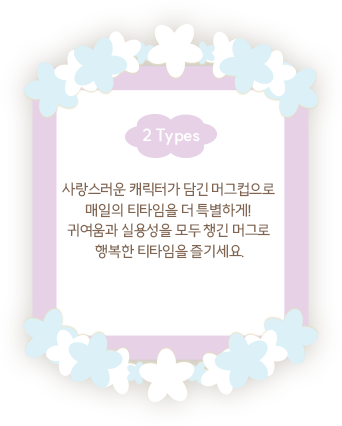 2 Types
사랑스러운 캐릭터가 담긴 머그컵으로
매일의 티타임을 더 특별하게!
귀여움과 실용성을 모두 챙긴 머그로
행복한 티타임을 즐기세요.